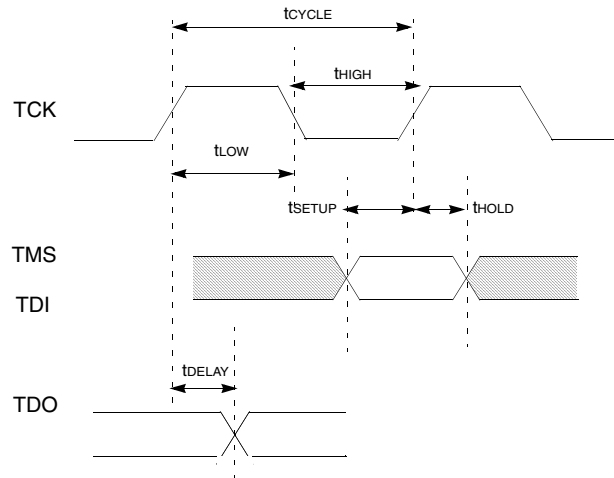 tCYCLE
tHIGH
TCK
tLOW
tSETUP
tHOLD
TMS
TDI
tDELAY
TDO